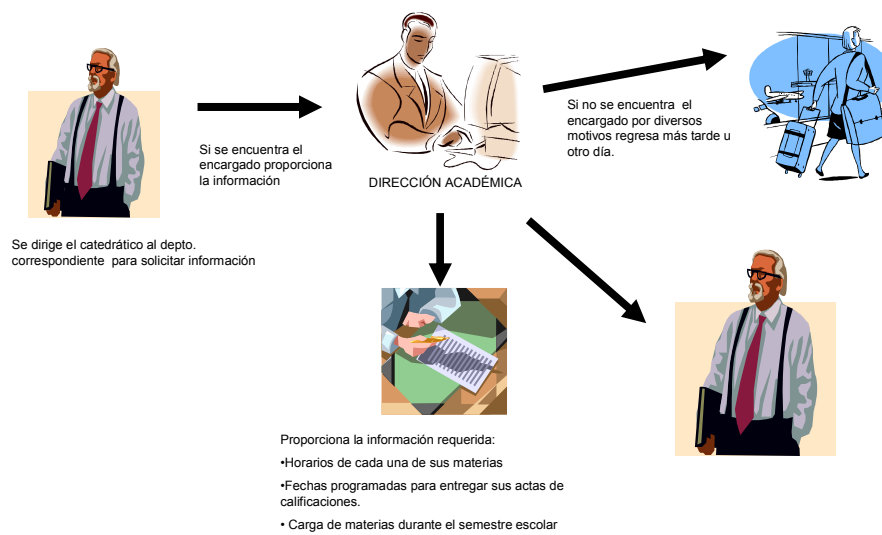 Se dirige el catedrático al depto.
correspondiente para solicitar información
Si se encuentra el
encargado proporciona
la información
DIRECCIÓN ACADÉMICA
Si no se encuentra el
encargado por diversos
motivos regresa más tarde u
otro día.
Proporciona la información requerida:
•Horarios de cada una de sus materias
•Fechas programadas para entregar sus actas de
calificaciones.
• Carga de materias durante el semestre escolar